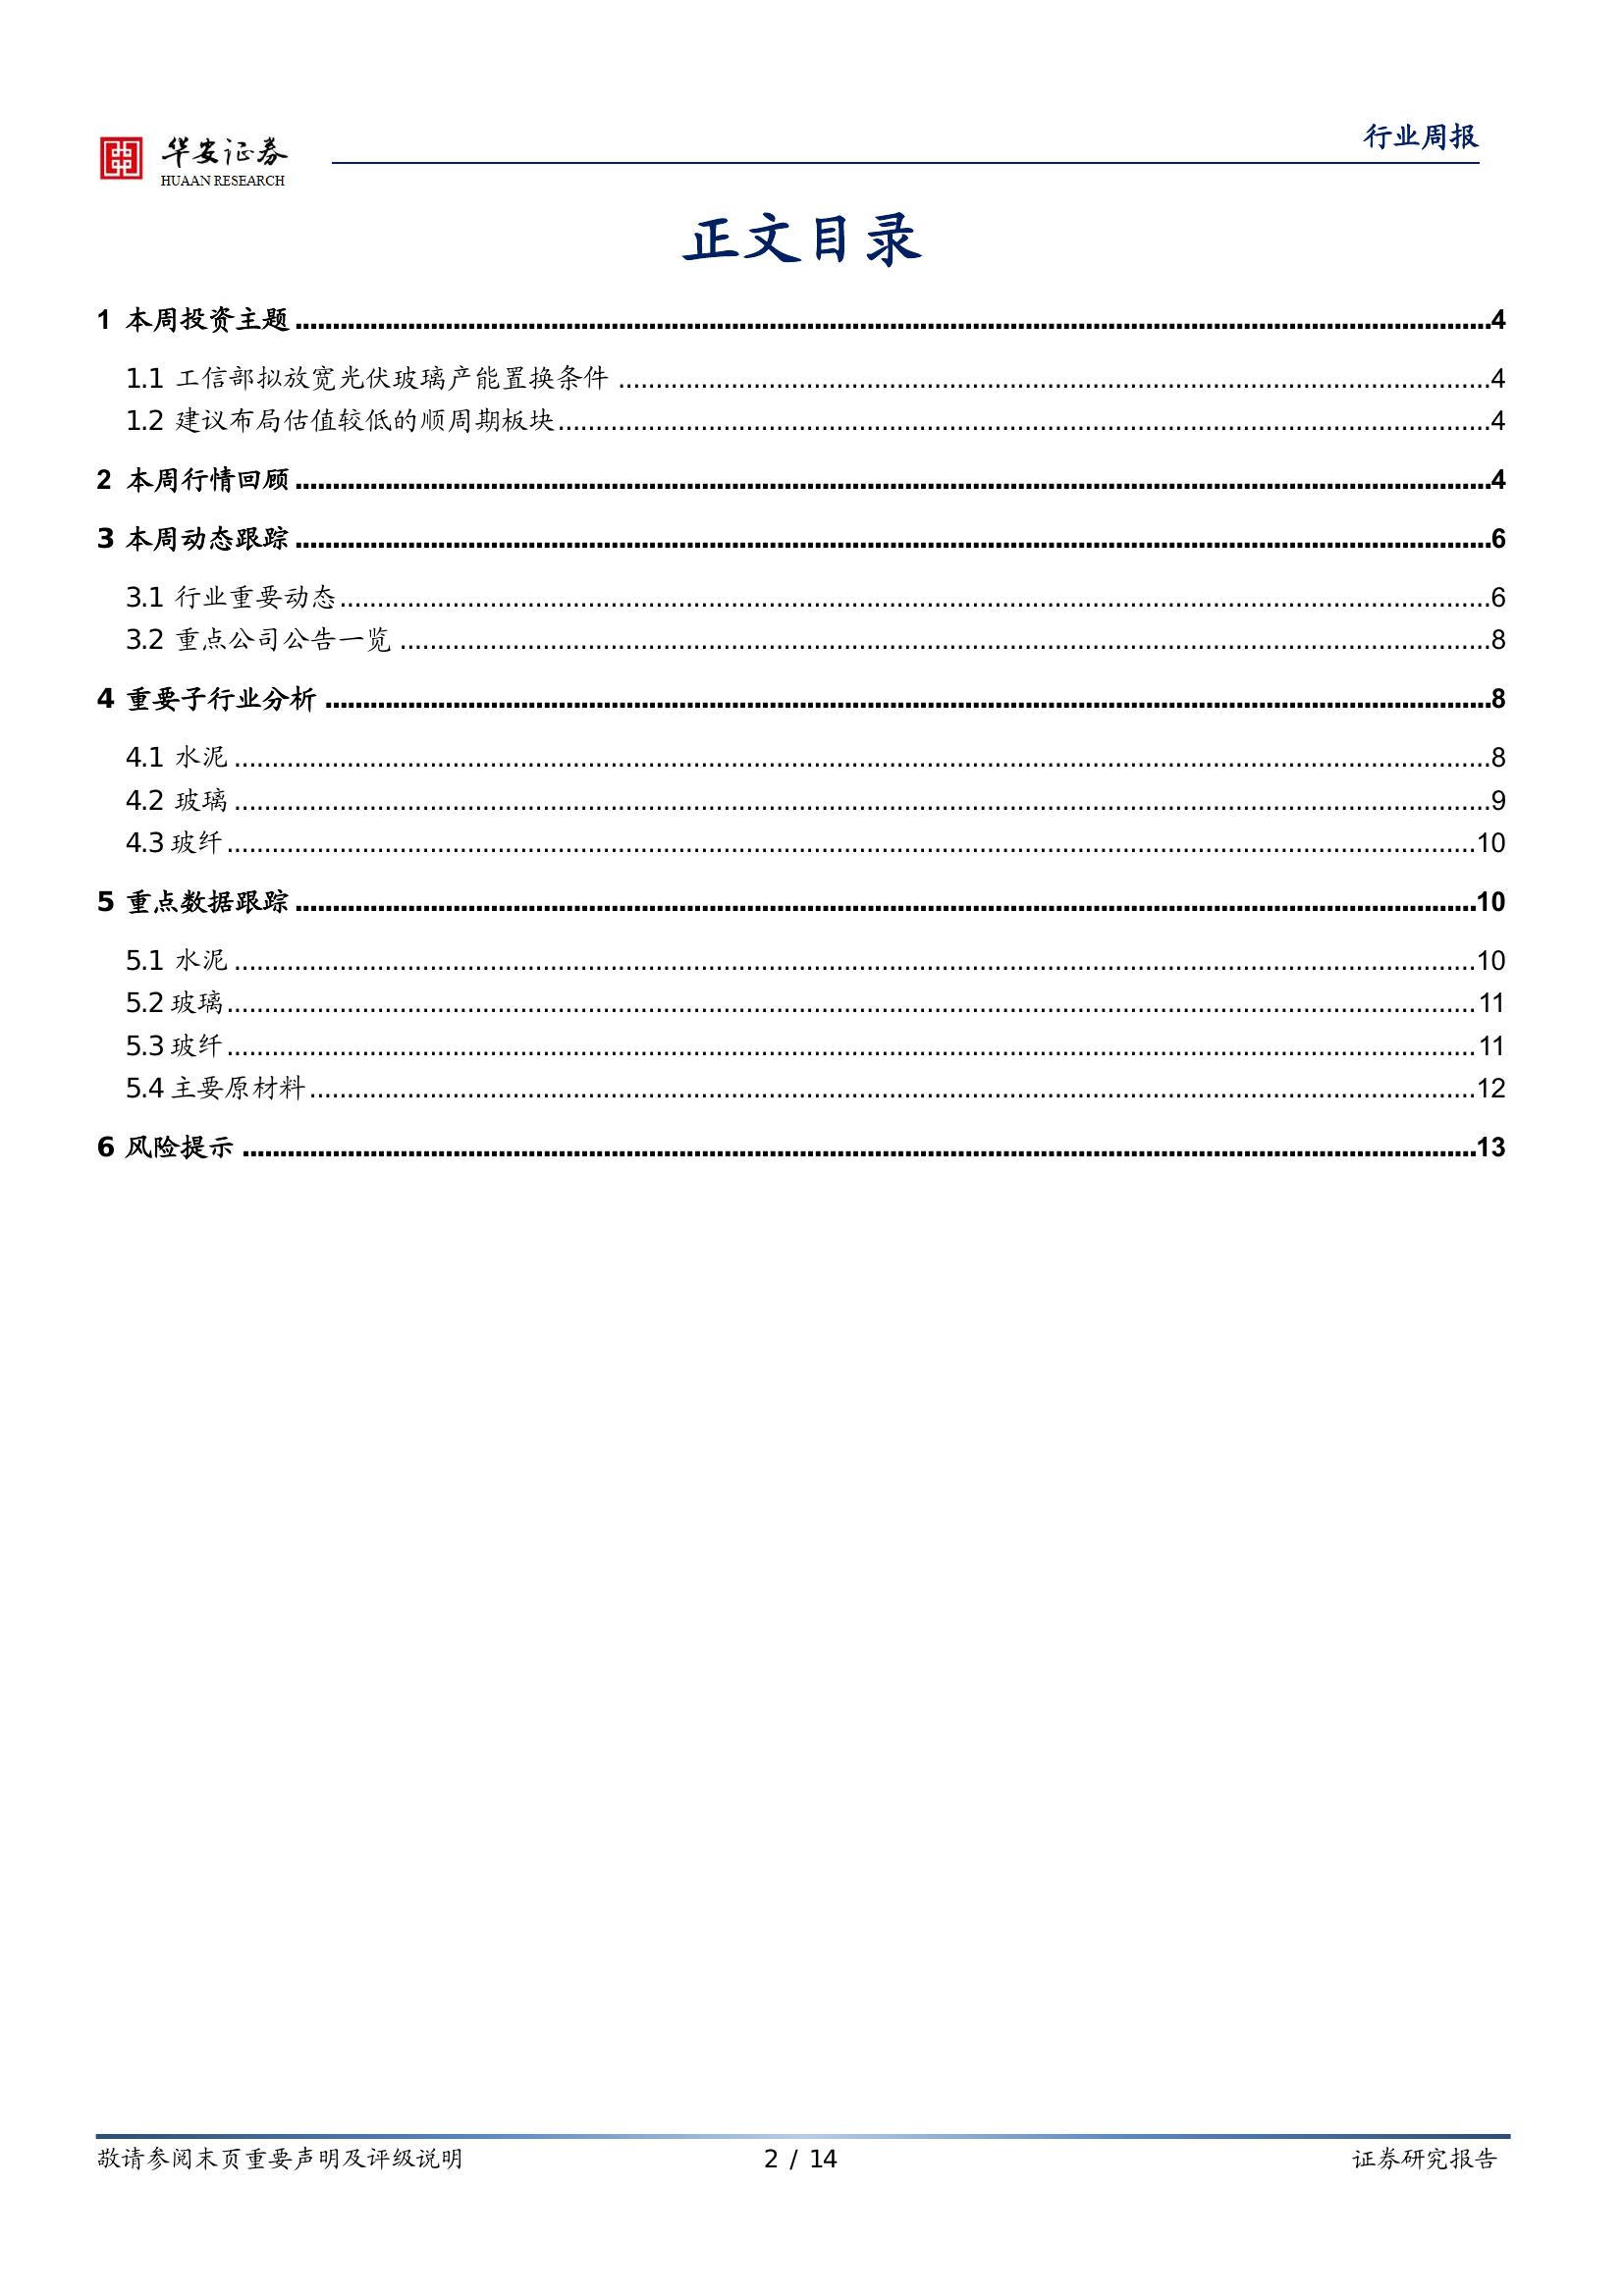 华安证券
HUAAN RESEARCH
行业周报
正文目录
1 本周投资主题........................................4
1.1 工信部拟放宽光伏玻璃产能置换条件........................................4
1.2 建议布局估值较低的顺周期板块........................................4
2 本周行情回顾........................................4
3 本周动态跟踪........................................6
3.1 行业重要动态........................................6
3.2 重点公司公告一览........................................8
4 重要子行业分析........................................8
4.1 水泥........................................8
4.2 玻璃........................................9
4.3 玻纤........................................10
5 重点数据跟踪........................................10
5.1 水泥........................................10
5.2 玻璃........................................11
5.3 玻纤........................................11
5.4 主要原材料........................................12
6 风险提示........................................13
敬请参阅末页重要声明及评级说明 2 / 14 证券研究报告